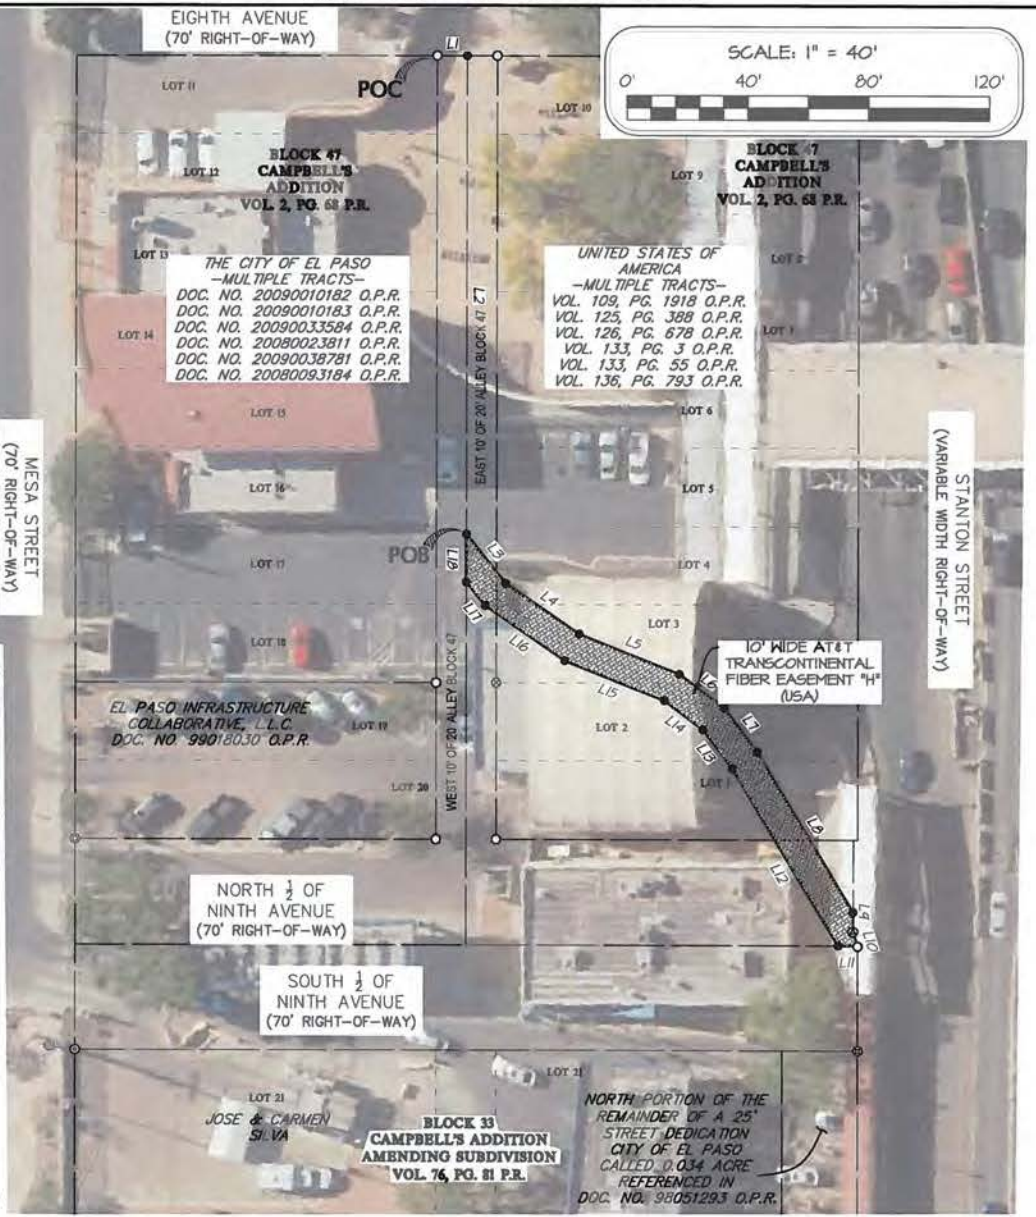 EIGHTH AVENUE
(70' RIGHT-OF-WAY)
L1
POC
SCALE: 1" = 40'
0' 40' 80' 120'
LOT 11
LOT 10
BLOCK 47
CAMPBELL'S
ADDITION
VOL. 2, PG. 68 P.R.
BLOCK 47
CAMPBELL'S
ADDITION
VOL. 2, PG. 68 P.R.
LOT 12
LOT 9
LOT 13
LOT 2
THE CITY OF EL PASO
-MULTIPLE TRACTS-
DOC. NO. 20090010182 O.P.R.
DOC. NO. 20090010183 O.P.R.
DOC. NO. 20090033584 O.P.R.
DOC. NO. 20080023811 O.P.R.
DOC. NO. 20090038781 O.P.R.
DOC. NO. 20080093184 O.P.R.
L2
EAST 10' OF 20' ALLEY BLOCK 47
UNITED STATES OF
AMERICA
-MULTIPLE TRACTS-
VOL. 109, PG. 1918 O.P.R.
VOL. 125, PG. 388 O.P.R.
VOL. 126, PG. 678 O.P.R.
VOL. 133, PG. 3 O.P.R.
VOL. 133, PG. 55 O.P.R.
VOL. 136, PG. 793 O.P.R.
LOT 14
LOT 1
LOT 15
LOT 6
MESA STREET
(70' RIGHT-OF-WAY)
STANTON STREET
(VARIABLE WIDTH RIGHT-OF-WAY)
LOT 16
LOT 5
POB
L18
L3
LOT 17
LOT 4
L4
L17
LOT 18
L16
LOT 3
L5
10' WIDE AT&T
TRANSCONTINENTAL
FIBER EASEMENT "H"
(USA)
L6
L15
L7
EL PASO INFRASTRUCTURE
COLLABORATIVE, L.L.C.
DOC. NO. 99018030 O.P.R.
LOT 19
LOT 2
L14
L13
WEST 10' OF 20' ALLEY BLOCK 47
LOT 20
LOT 1
L8
L12
NORTH ½ OF
NINTH AVENUE
(70' RIGHT-OF-WAY)
L9
L10
L11
SOUTH ½ OF
NINTH AVENUE
(70' RIGHT-OF-WAY)
LOT 21
LOT 21
JOSE & CARMEN
SILVA
BLOCK 33
CAMPBELL'S ADDITION
AMENDING SUBDIVISION
VOL. 76, PG. 81 P.R.
NORTH PORTION OF THE
REMAINDER OF A 25'
STREET DEDICATION
CITY OF EL PASO
CALLED 0.034 ACRE
REFERENCED IN
DOC. NO. 98051293 O.P.R.